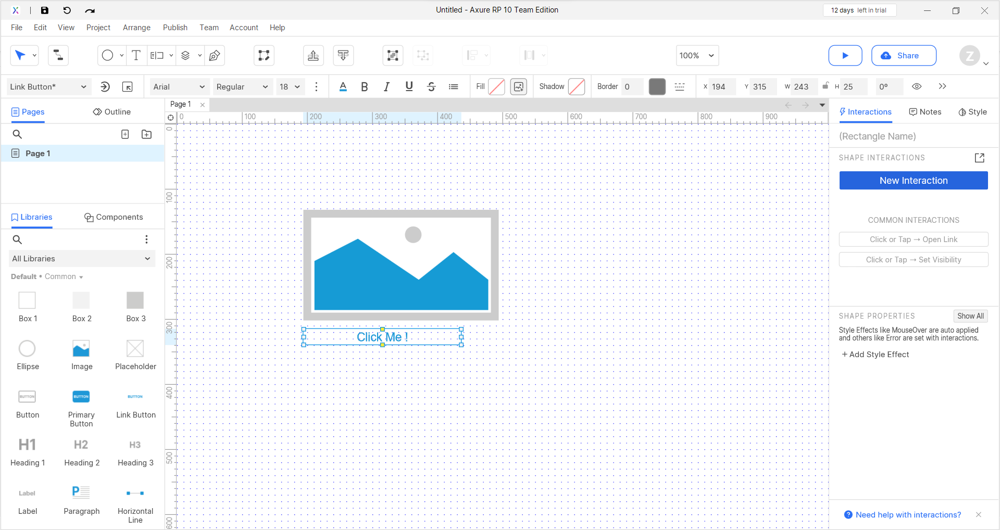 Untitled - Axure RP 10 Team Edition
12 days left in trial
File Edit View Project Arrange Publish Team Account Help
100%
Share
Z
Link Button*
Arial
Regular
18
Fill
Shadow
Border 0
X 194
Y 315
W 243
H 25
0°
Pages
Outline
Page 1
Page 1
0 100 200 300 400 500 600 700 800 900
0
100
200
300
400
500
600
Libraries
Components
All Libraries
Default • Common
Box 1
Box 2
Box 3
Ellipse
Image
Placeholder
BUTTON
BUTTON
BUTTON
Button
Primary
Button
Link Button
H1
H2
H3
Heading 1
Heading 2
Heading 3
Label
P
Label
Paragraph
Horizontal
Line
Click Me !
Interactions
Notes
Style
(Rectangle Name)
SHAPE INTERACTIONS
New Interaction
COMMON INTERACTIONS
Click or Tap → Open Link
Click or Tap → Set Visibility
SHAPE PROPERTIES
Show All
Style Effects like MouseOver are auto applied
and others like Error are set with interactions.
+ Add Style Effect
Need help with interactions?